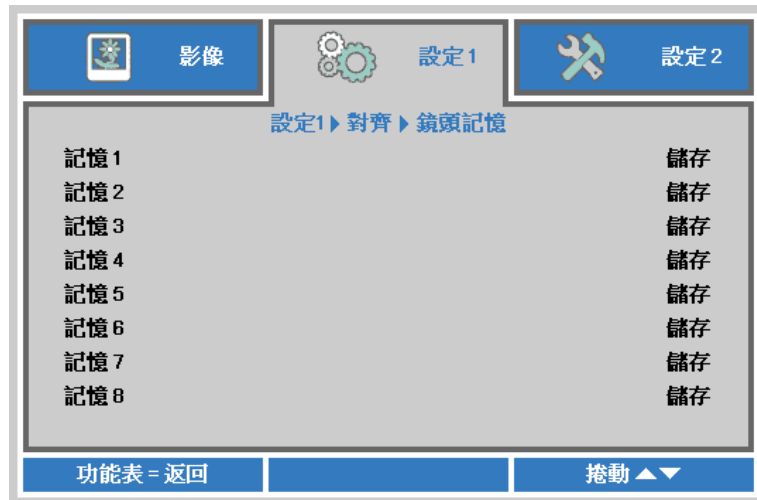 影像 設定1 設定2
設定1▶對齊▶鏡頭記憶
記憶1 儲存
記憶2 儲存
記憶3 儲存
記憶4 儲存
記憶5 儲存
記憶6 儲存
記憶7 儲存
記憶8 儲存
功能表=返回 捲動▲▼